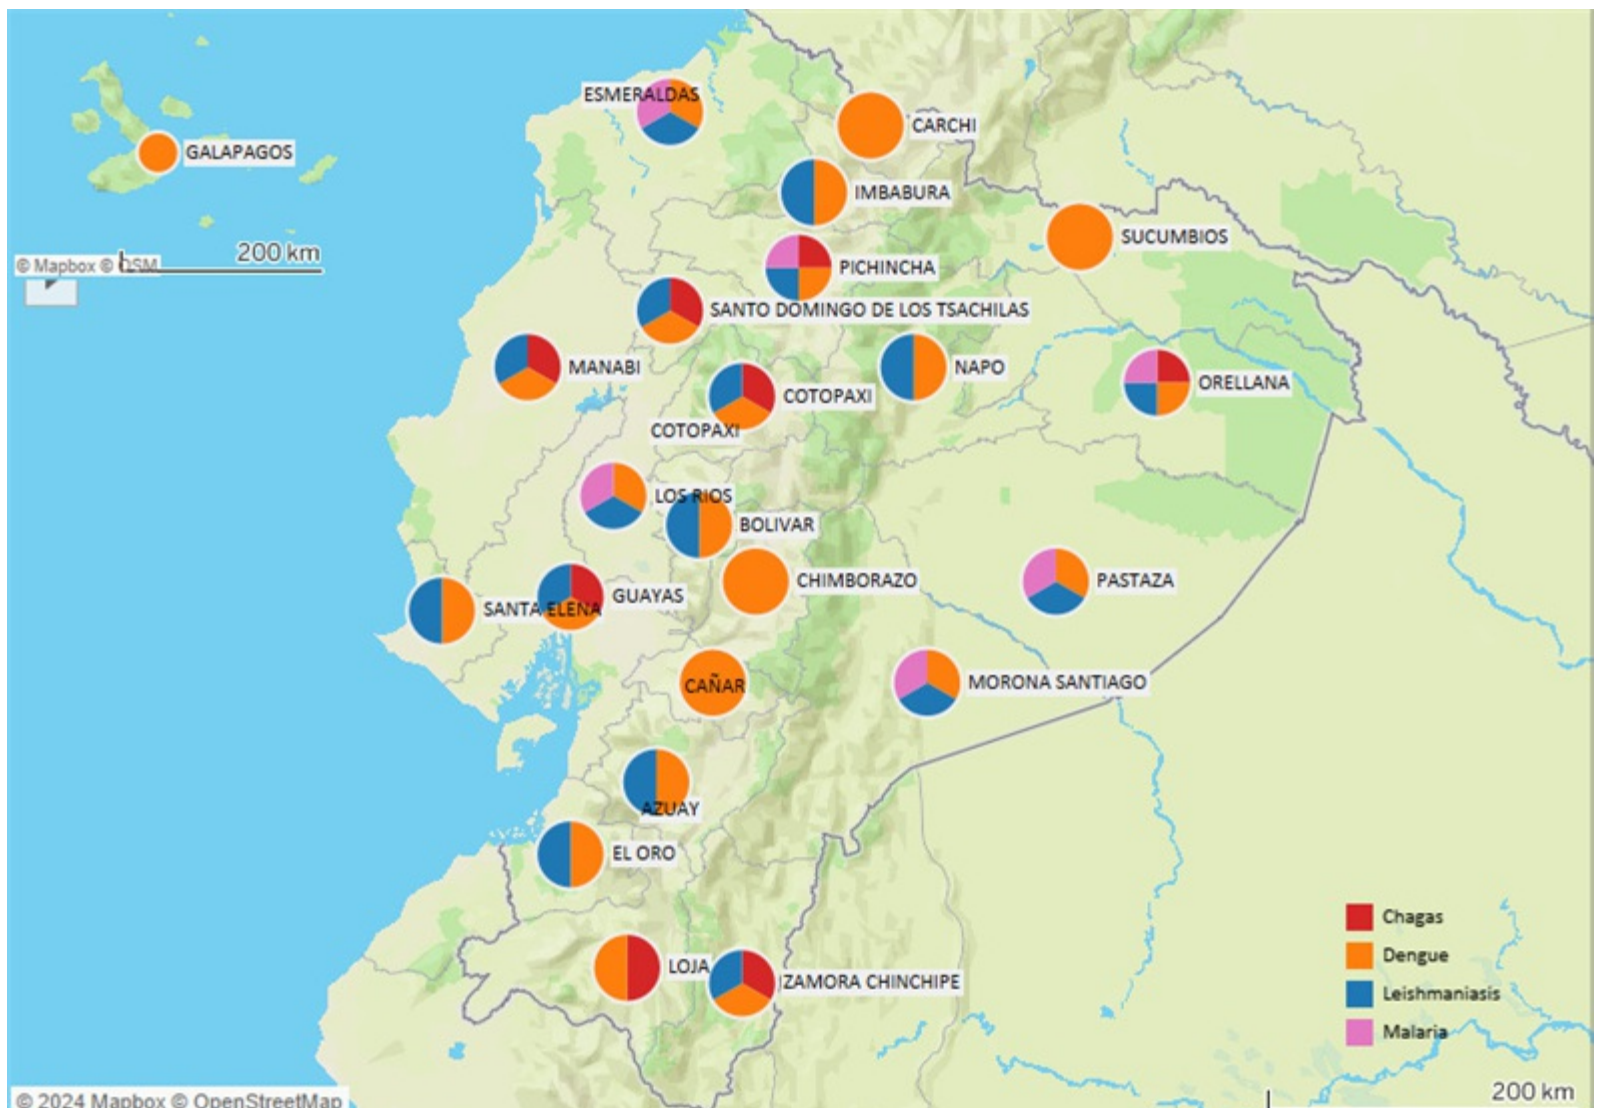 ESMERALDAS
CARCHI
GALAPAGOS
IMBABURA
SUCUMBIOS
200 km
© Mapbox © OSM
PICHINCHA
SANTO DOMINGO DE LOS TSACHILAS
MANABI
NAPO
ORELLANA
COTOPAXI
COTOPAXI
LOS RIOS
BOLIVAR
CHIMBORAZO
PASTAZA
GUAYAS
SANTA ELENA
CAÑAR
MORONA SANTIAGO
AZUAY
EL ORO
Chagas
Dengue
LOJA
ZAMORA CHINCHIPE
Leishmaniasis
Malaria
200 km
© 2024 Mapbox © OpenStreetMap